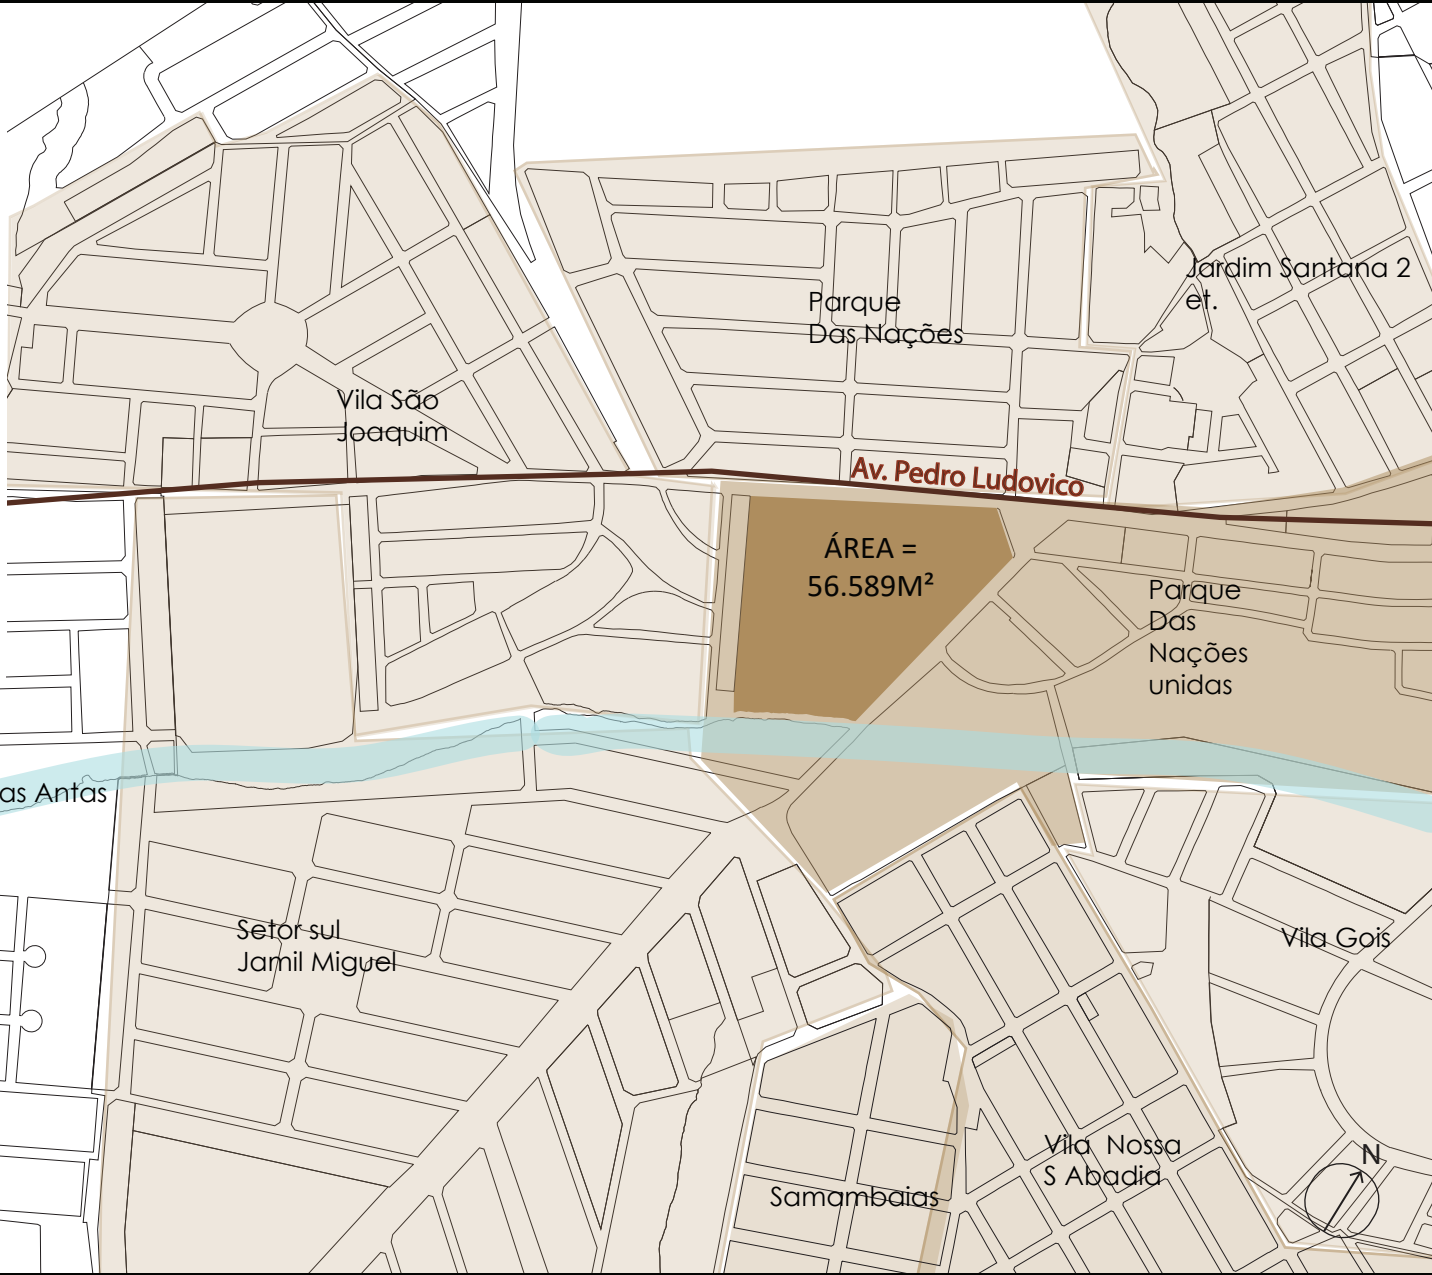 Jardim Santana 2
et.
Parque
Das Nações
Vila São
Joaquim
Av. Pedro Ludovico
ÁREA =
56.589M²
Parque
Das
Nações
unidas
as Antas
Setor sul
Jamil Miguel
Vila Gois
Vila Nossa
S Abadia
Samambaias
N